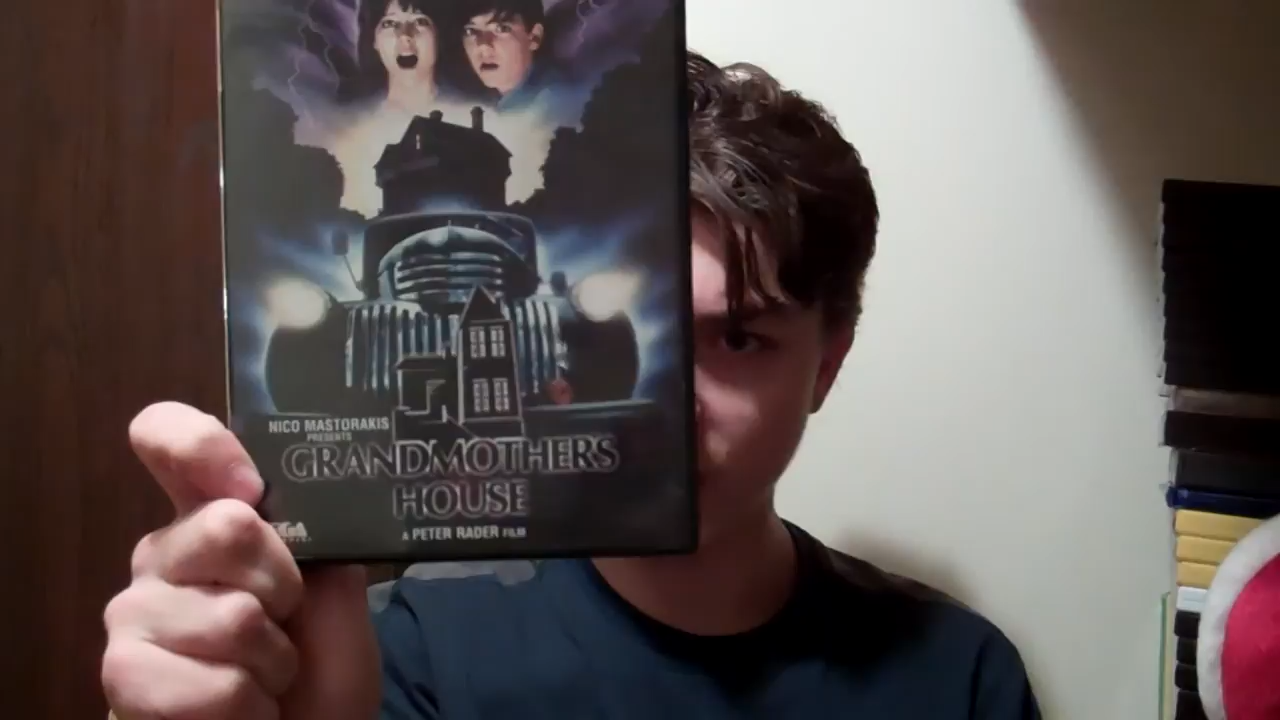 NICO MASTORAKIS
PRESENTS
GRANDMOTHERS
HOUSE
A PETER RADER FILM